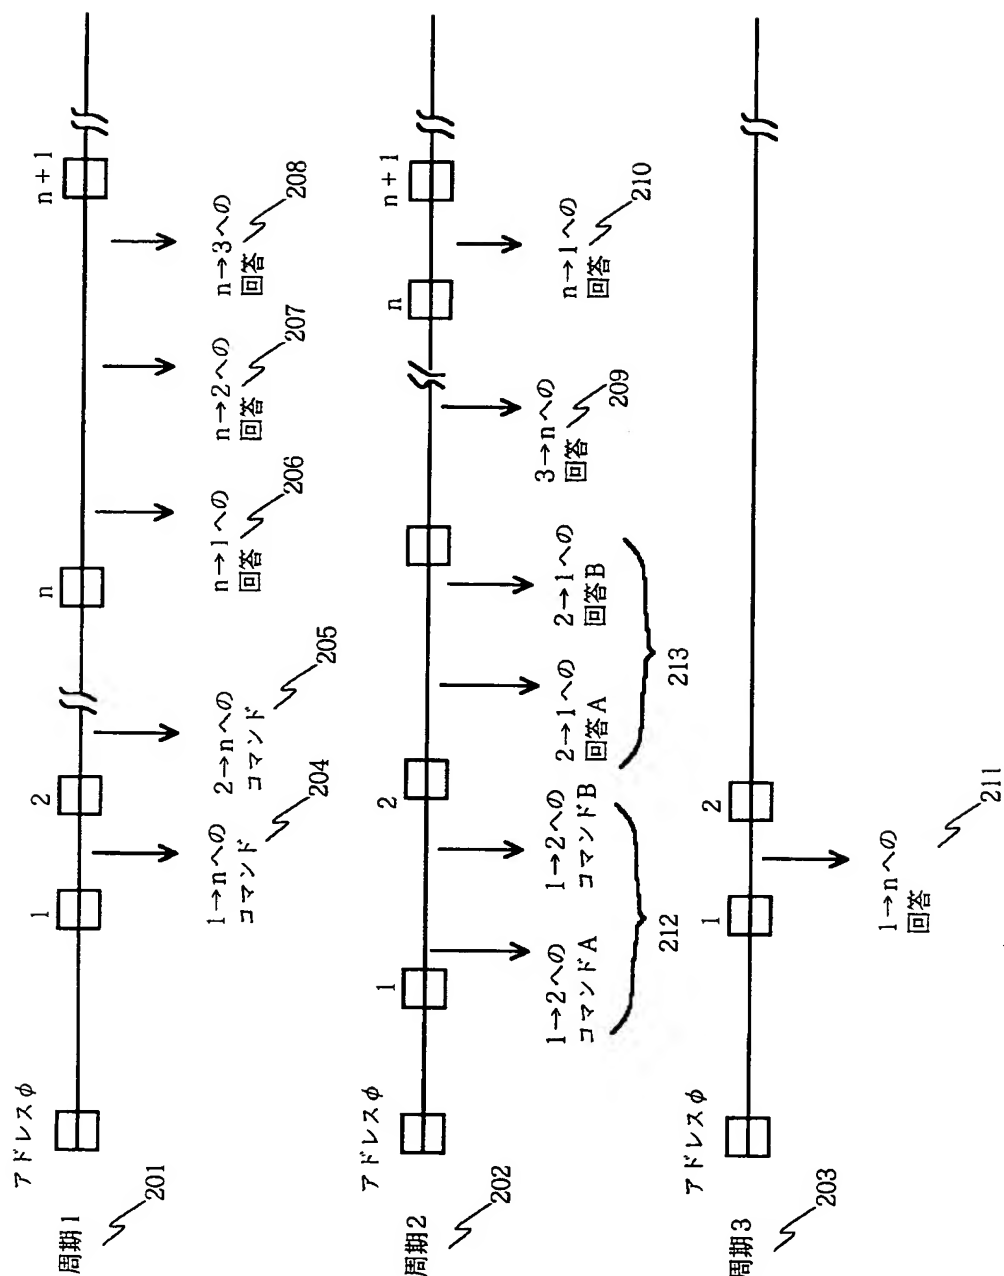 周期1
201
アドレスφ
1
2
n
n+1
1→nへの
コマンド
204
2→nへの
コマンド
205
n→1への
回答
206
n→2への
回答
207
n→3への
回答
208
周期2
202
アドレスφ
1
2
n
n+1
1→2への
コマンドA
1→2への
コマンドB
212
2→1への
回答A
2→1への
回答B
213
3→nへの
回答
209
n→1への
回答
210
周期3
203
アドレスφ
1
2
1→nへの
回答
211